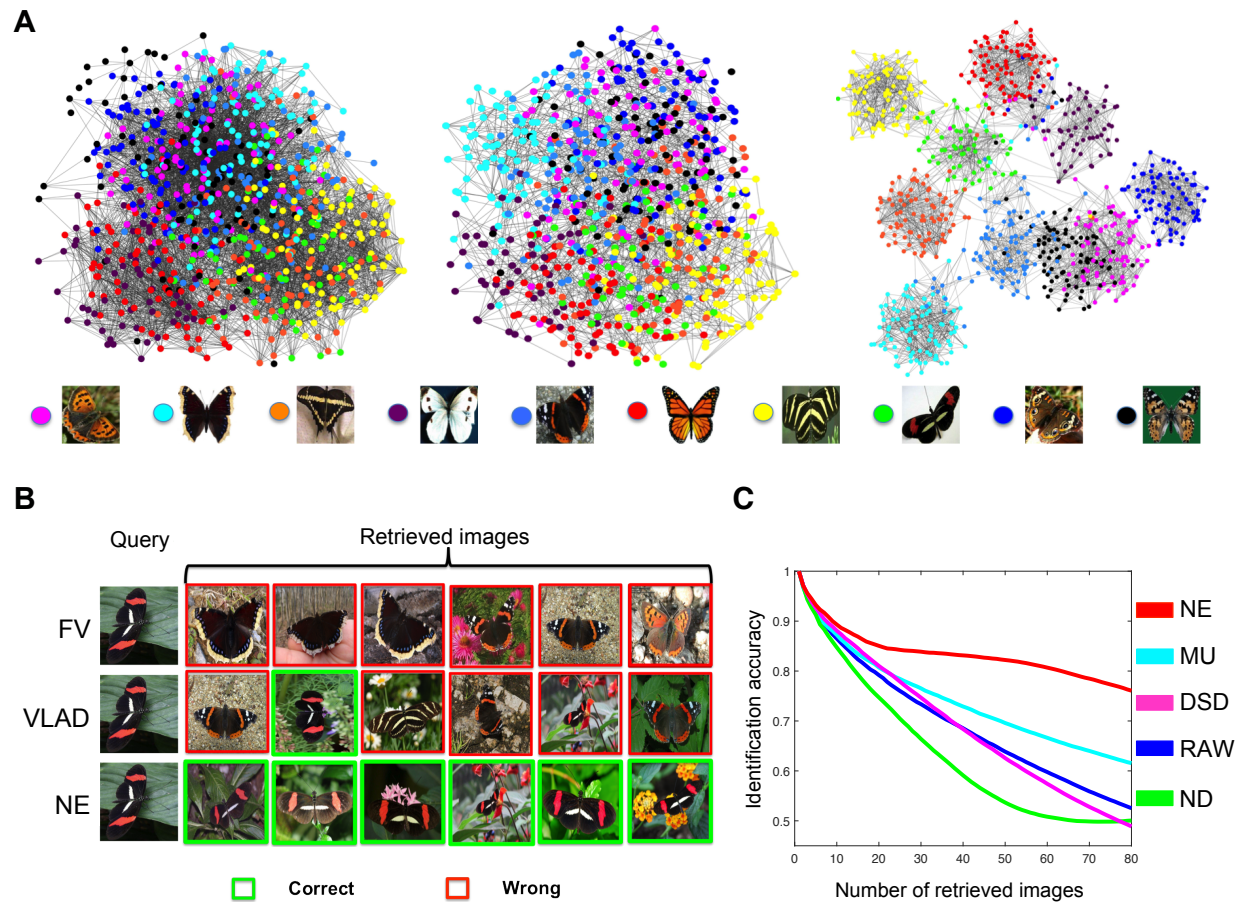 A
B
Query
Retrieved images
FV
VLAD
NE
Correct
Wrong
C
Identification accuracy
1
0.9
0.8
0.7
0.6
0.5
0
10
20
30
40
50
60
70
80
Number of retrieved images
NE
MU
DSD
RAW
ND